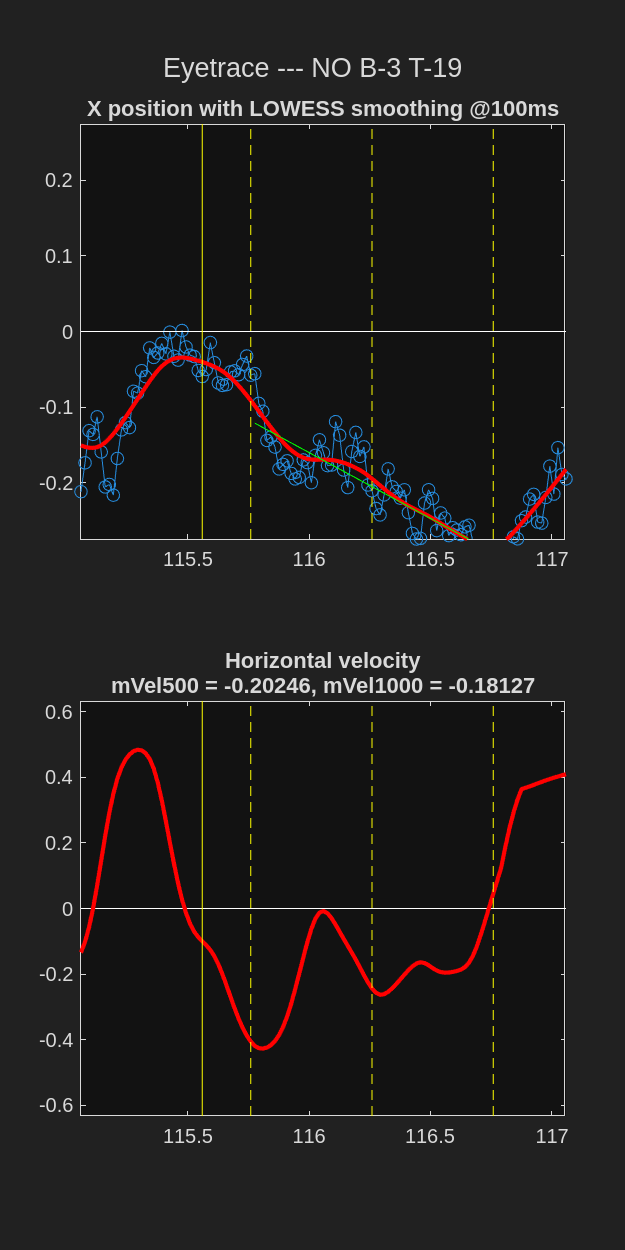 Eyetrace --- NO B-3 T-19
X position with LOWESS smoothing @100ms
0.2
0.1
0
-0.1
-0.2
115.5 116 116.5 117
Horizontal velocity
mVel500 = -0.20246, mVel1000 = -0.18127
0.6
0.4
0.2
0
-0.2
-0.4
-0.6
115.5 116 116.5 117